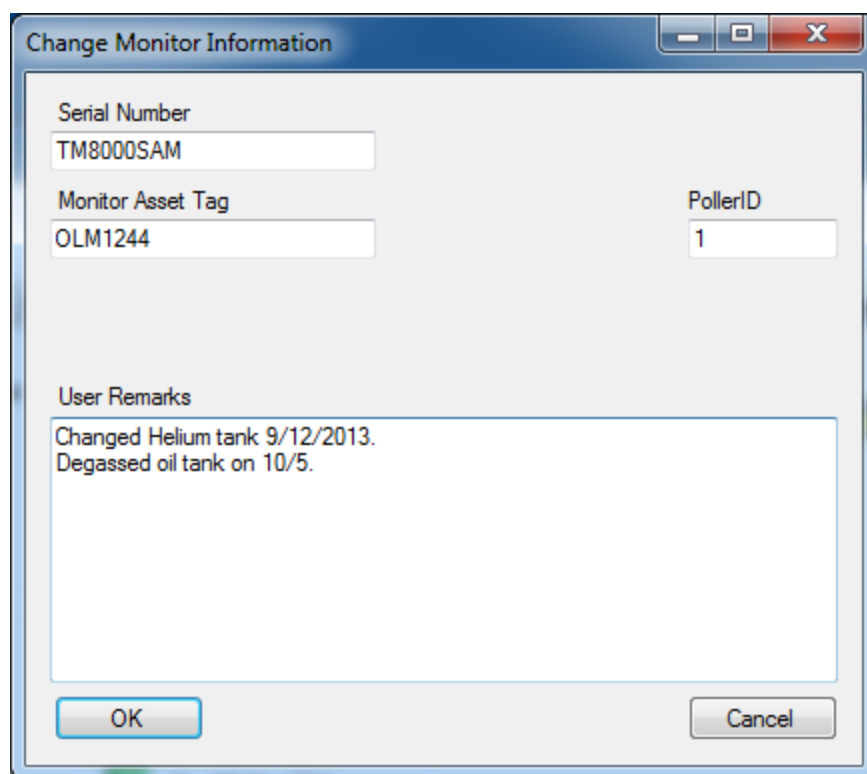 Change Monitor Information
Serial Number
TM8000SAM
Monitor Asset Tag
PollerID
OLM1244
1
User Remarks
Changed Helium tank 9/12/2013.
Degassed oil tank on 10/5.
OK
Cancel